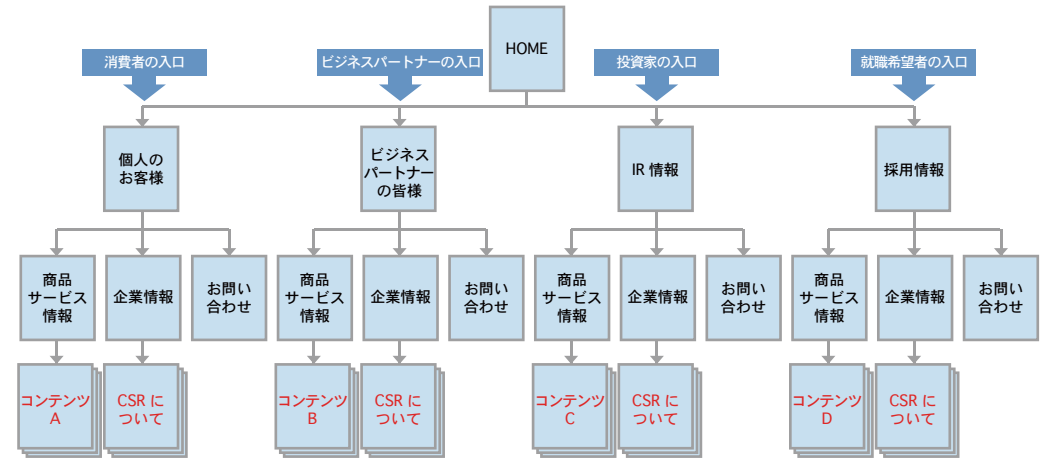 HOME
消費者の入口
ビジネスパートナーの入口
投資家の入口
就職希望者の入口
個人の
お客様
ビジネス
パートナー
の皆様
IR 情報
採用情報
商品
サービス
情報
企業情報
お問い
合わせ
商品
サービス
情報
企業情報
お問い
合わせ
商品
サービス
情報
企業情報
お問い
合わせ
商品
サービス
情報
企業情報
お問い
合わせ
コンテンツ
A
CSR に
ついて
コンテンツ
B
CSR に
ついて
コンテンツ
C
CSR に
ついて
コンテンツ
D
CSR に
ついて